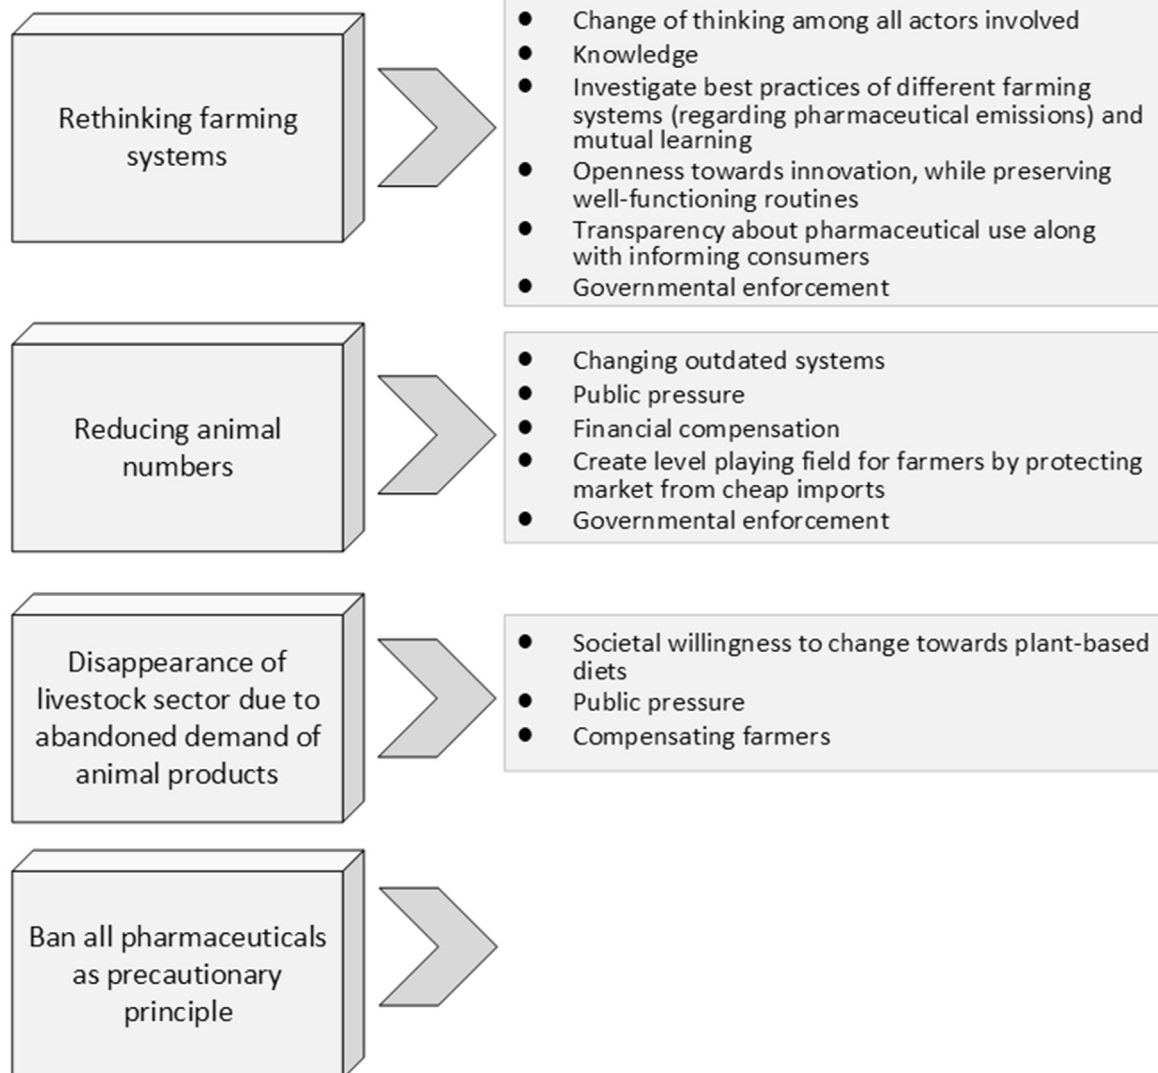 Rethinking farming
systems
● Change of thinking among all actors involved
● Knowledge
● Investigate best practices of different farming
systems (regarding pharmaceutical emissions) and
mutual learning
● Openness towards innovation, while preserving
well-functioning routines
● Transparency about pharmaceutical use along
with informing consumers
● Governmental enforcement
Reducing animal
numbers
● Changing outdated systems
● Public pressure
● Financial compensation
● Create level playing field for farmers by protecting
market from cheap imports
● Governmental enforcement
Disappearance of
livestock sector due to
abandoned demand of
animal products
● Societal willingness to change towards plant-based
diets
● Public pressure
● Compensating farmers
Ban all pharmaceuticals
as precautionary
principle